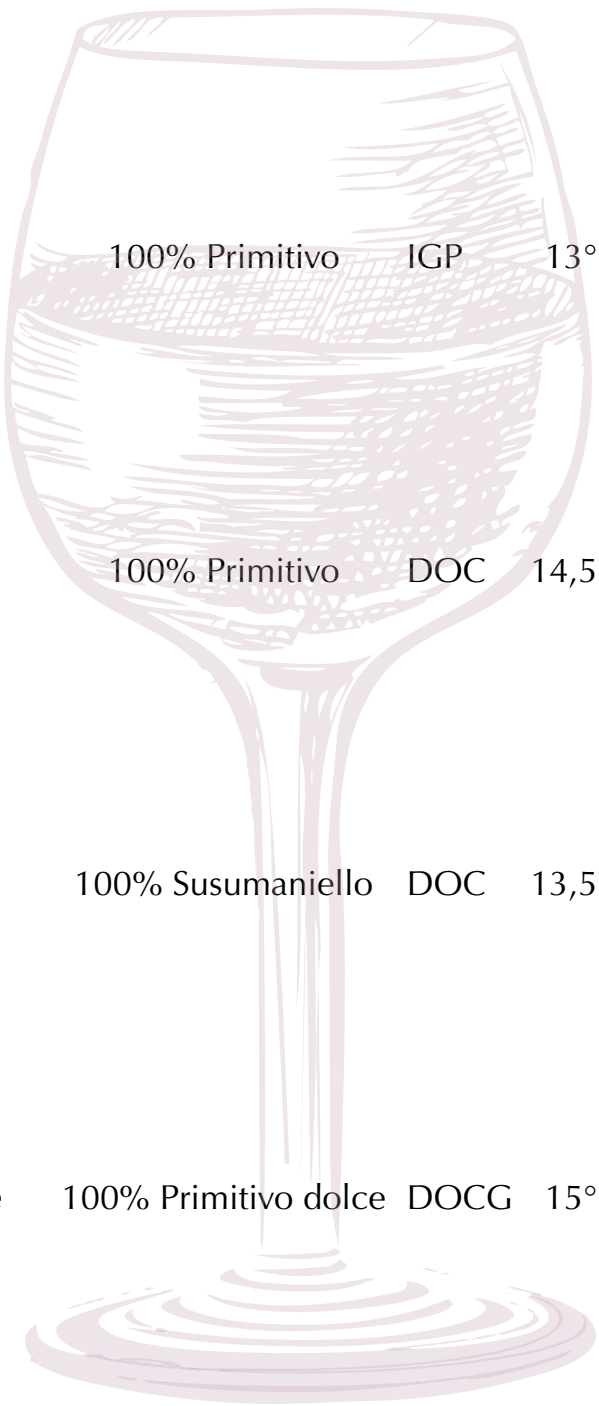 100% Primitivo IGP 13°
100% Primitivo DOC 14,5
100% Susumaniello DOC 13,5
100% Primitivo dolce DOCG 15°